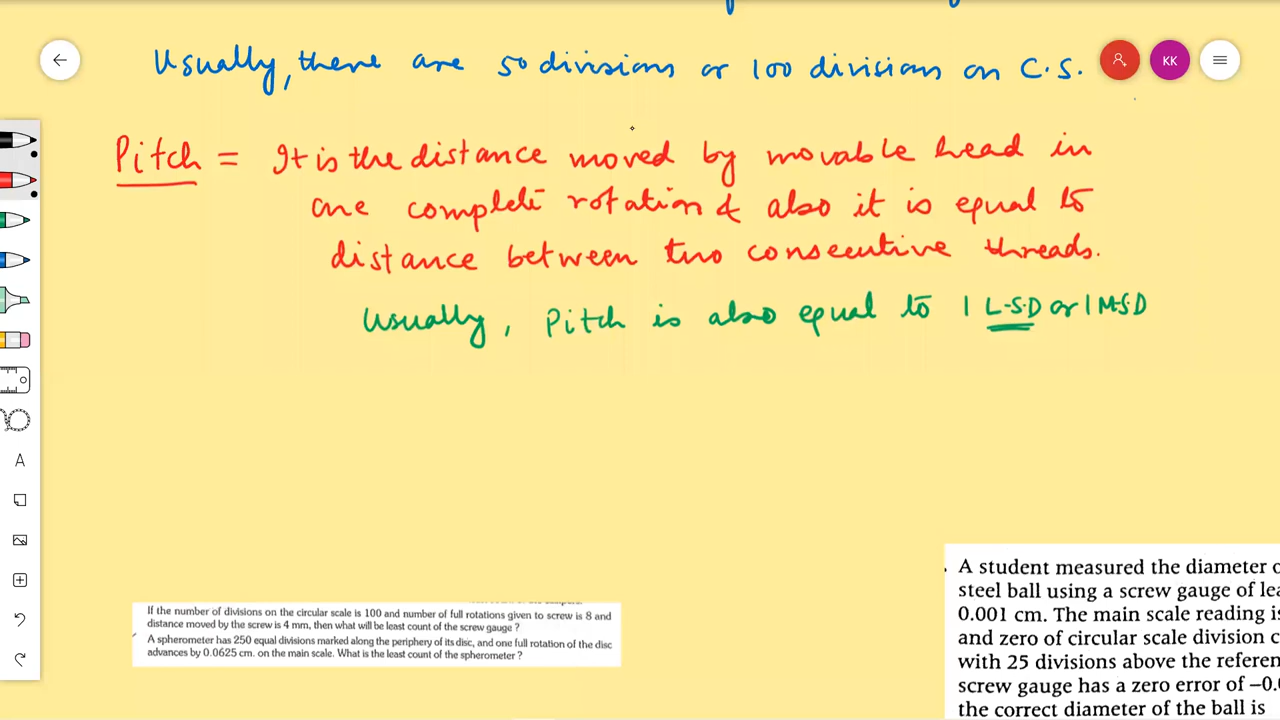 Usually, there are 50 divisions or 100 divisions on C.S.
KK
Pitch = It is the distance moved by movable head in
one complete rotation & also it is equal to
distance between two consecutive threads.
Usually, Pitch is also equal to 1 L.S.D or 1 M.S.D
A
If the number of divisions on the circular scale is 100 and number of full rotations given to screw is 8 and
distance moved by the screw is 4 mm, then what will be least count of the screw gauge ?
A spherometer has 250 equal divisions marked along the periphery of its disc, and one full rotation of the disc
advances by 0.0625 cm. on the main scale. What is the least count of the spherometer ?
A student measured the diameter
steel ball using a screw gauge of
0.001 cm. The main scale reading
and zero of circular scale division
with 25 divisions above the
screw gauge has a zero error of
the correct diameter of the ball is